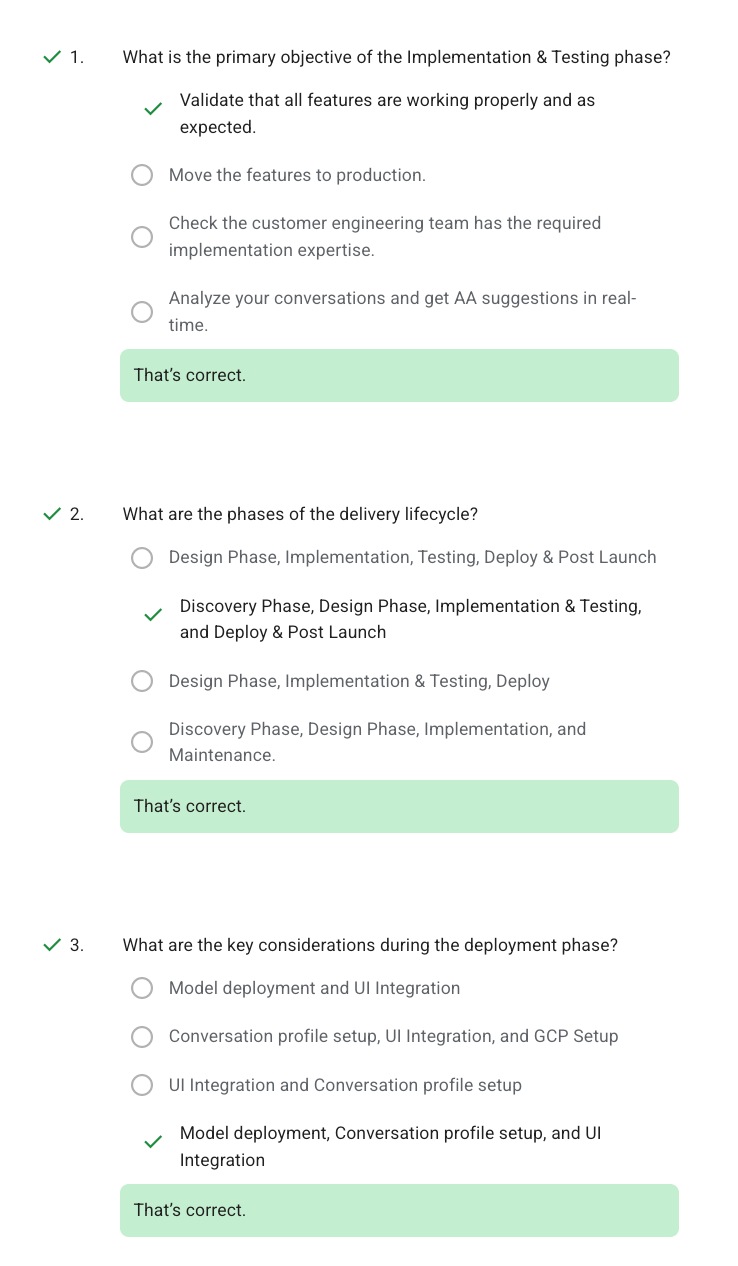 1. What is the primary objective of the Implementation & Testing phase?
Validate that all features are working properly and as
expected.
Move the features to production.
Check the customer engineering team has the required
implementation expertise.
Analyze your conversations and get AA suggestions in real-
time.
That's correct.
2. What are the phases of the delivery lifecycle?
Design Phase, Implementation, Testing, Deploy & Post Launch
Discovery Phase, Design Phase, Implementation & Testing,
and Deploy & Post Launch
Design Phase, Implementation & Testing, Deploy
Discovery Phase, Design Phase, Implementation, and
Maintenance.
That's correct.
3. What are the key considerations during the deployment phase?
Model deployment and UI Integration
Conversation profile setup, UI Integration, and GCP Setup
UI Integration and Conversation profile setup
Model deployment, Conversation profile setup, and UI
Integration
That's correct.